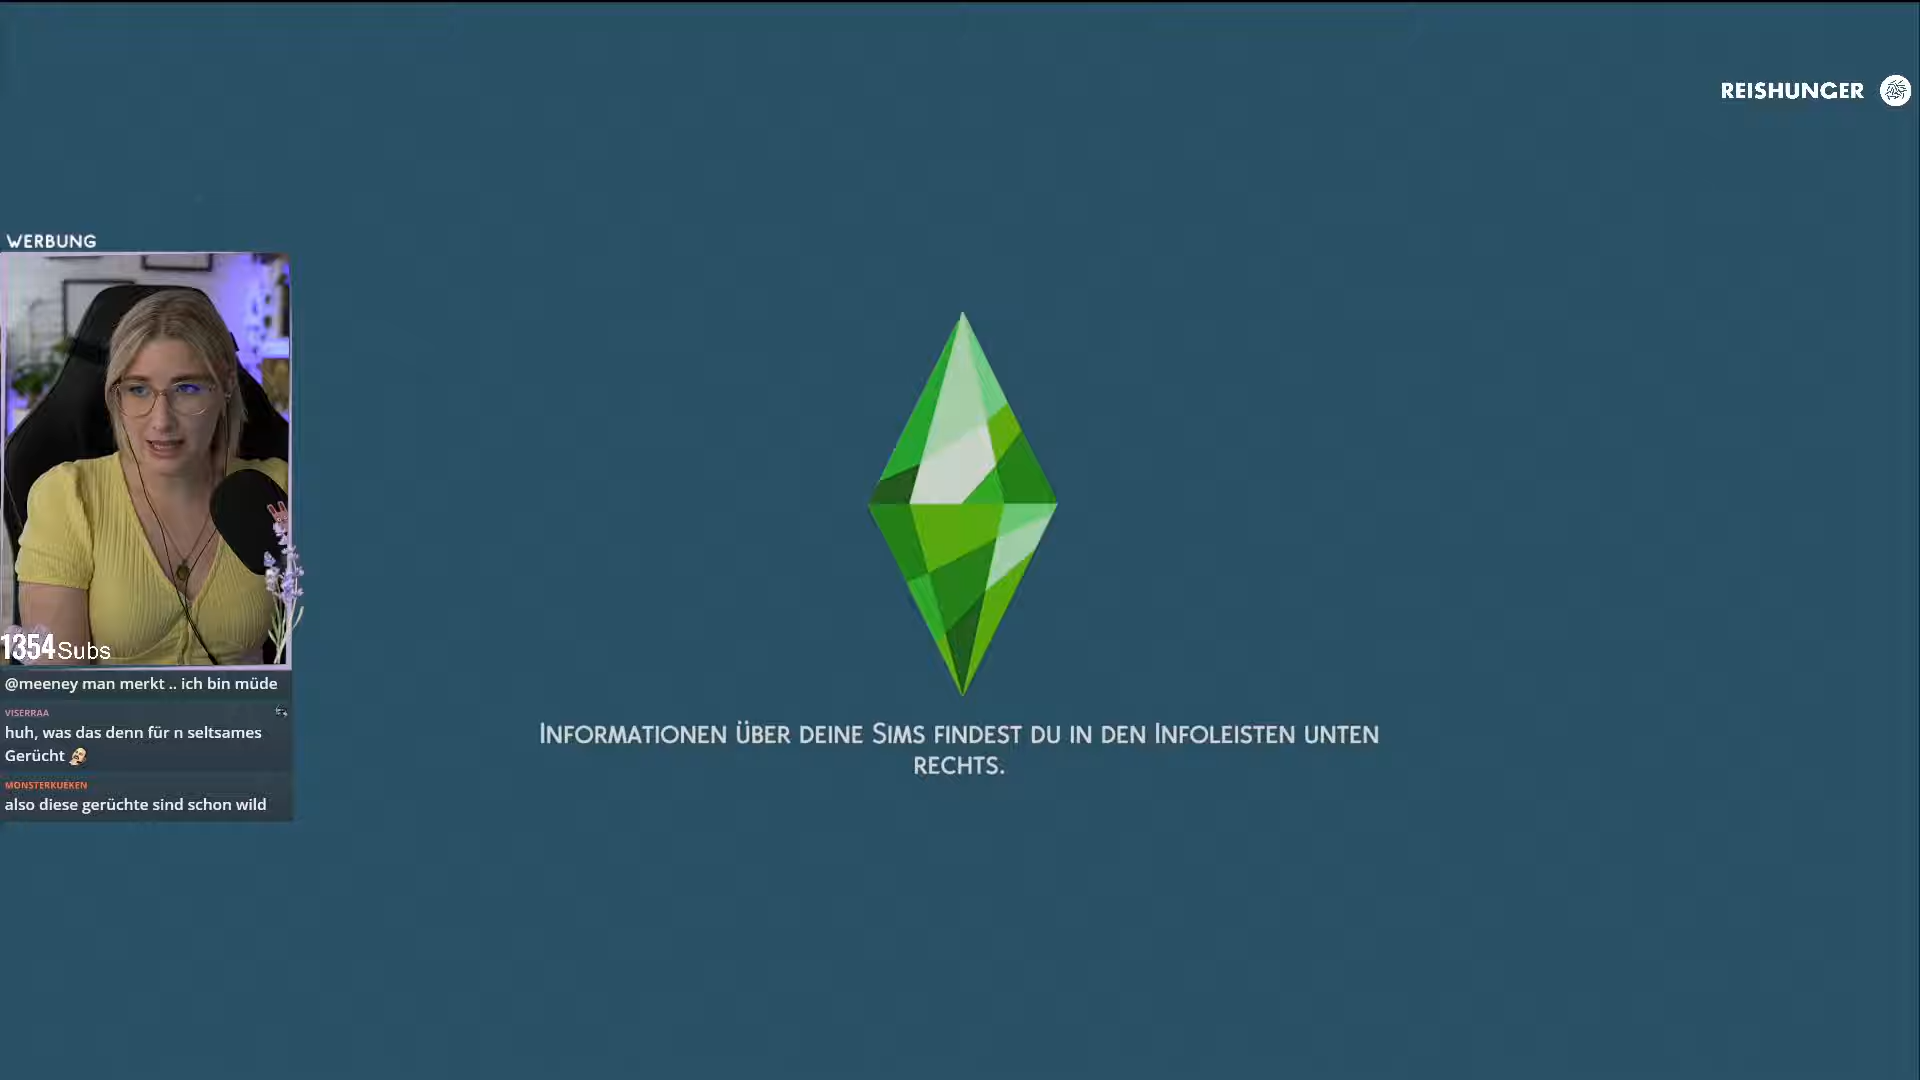 REISHUNGER
WERBUNG
1354 Subs
@meeney man merkt .. ich bin müde
VISERRAA
huh, was das denn für n seltsames
Gerücht
MONSTERKUEKEN
also diese gerüchte sind schon wild
INFORMATIONEN ÜBER DEINE SIMS FINDEST DU IN DEN INFOLEISTEN UNTEN
RECHTS.